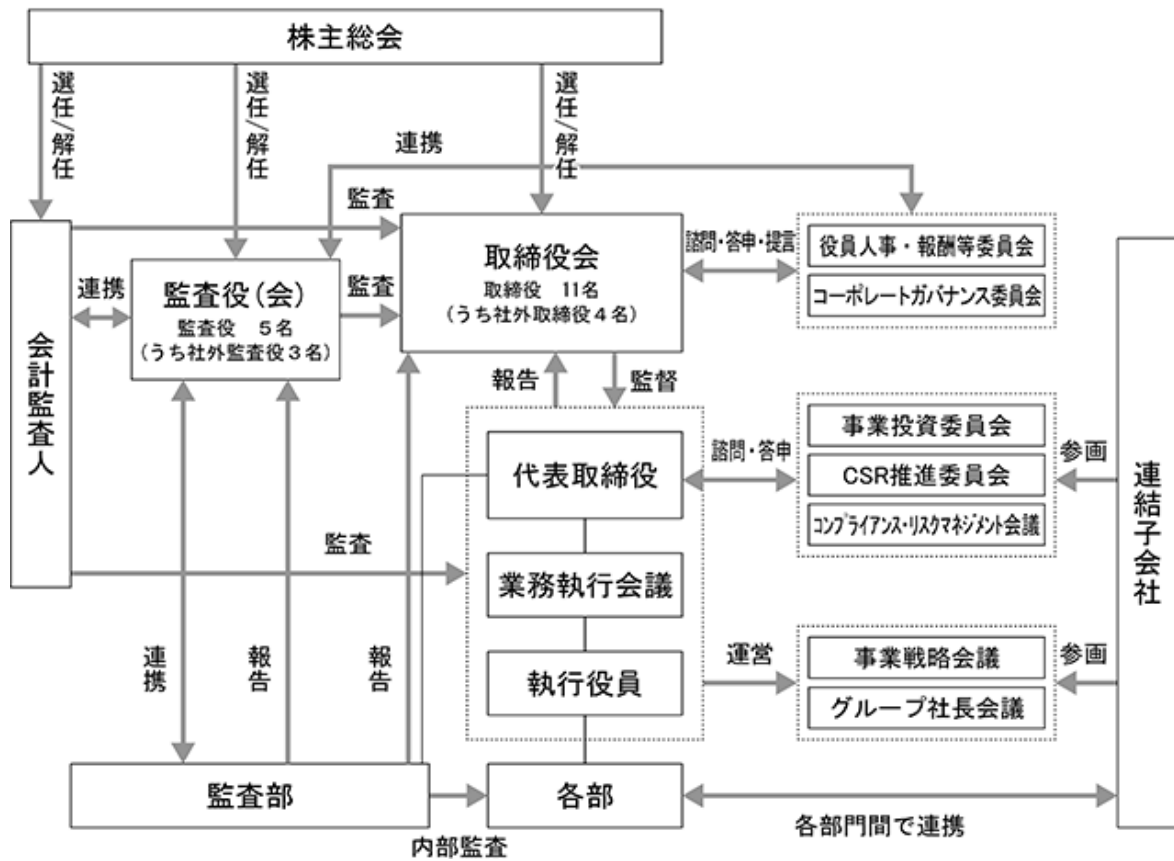 株主総会
選任/解任
選任/解任
選任/解任
連携
監査
会計監査人
連携
監査役(会)
監査役 5名
(うち社外監査役3名)
監査
取締役会
取締役 11名
(うち社外取締役4名)
諮問・答申・提言
役員人事・報酬等委員会
コーポレートガバナンス委員会
連結子会社
報告
監督
代表取締役
諮問・答申
事業投資委員会
CSR推進委員会
コンプライアンス・リスクマネジメント会議
参画
監査
業務執行会議
連携
報告
報告
執行役員
運営
事業戦略会議
グループ社長会議
参画
監査部
内部監査
各部
各部門間で連携